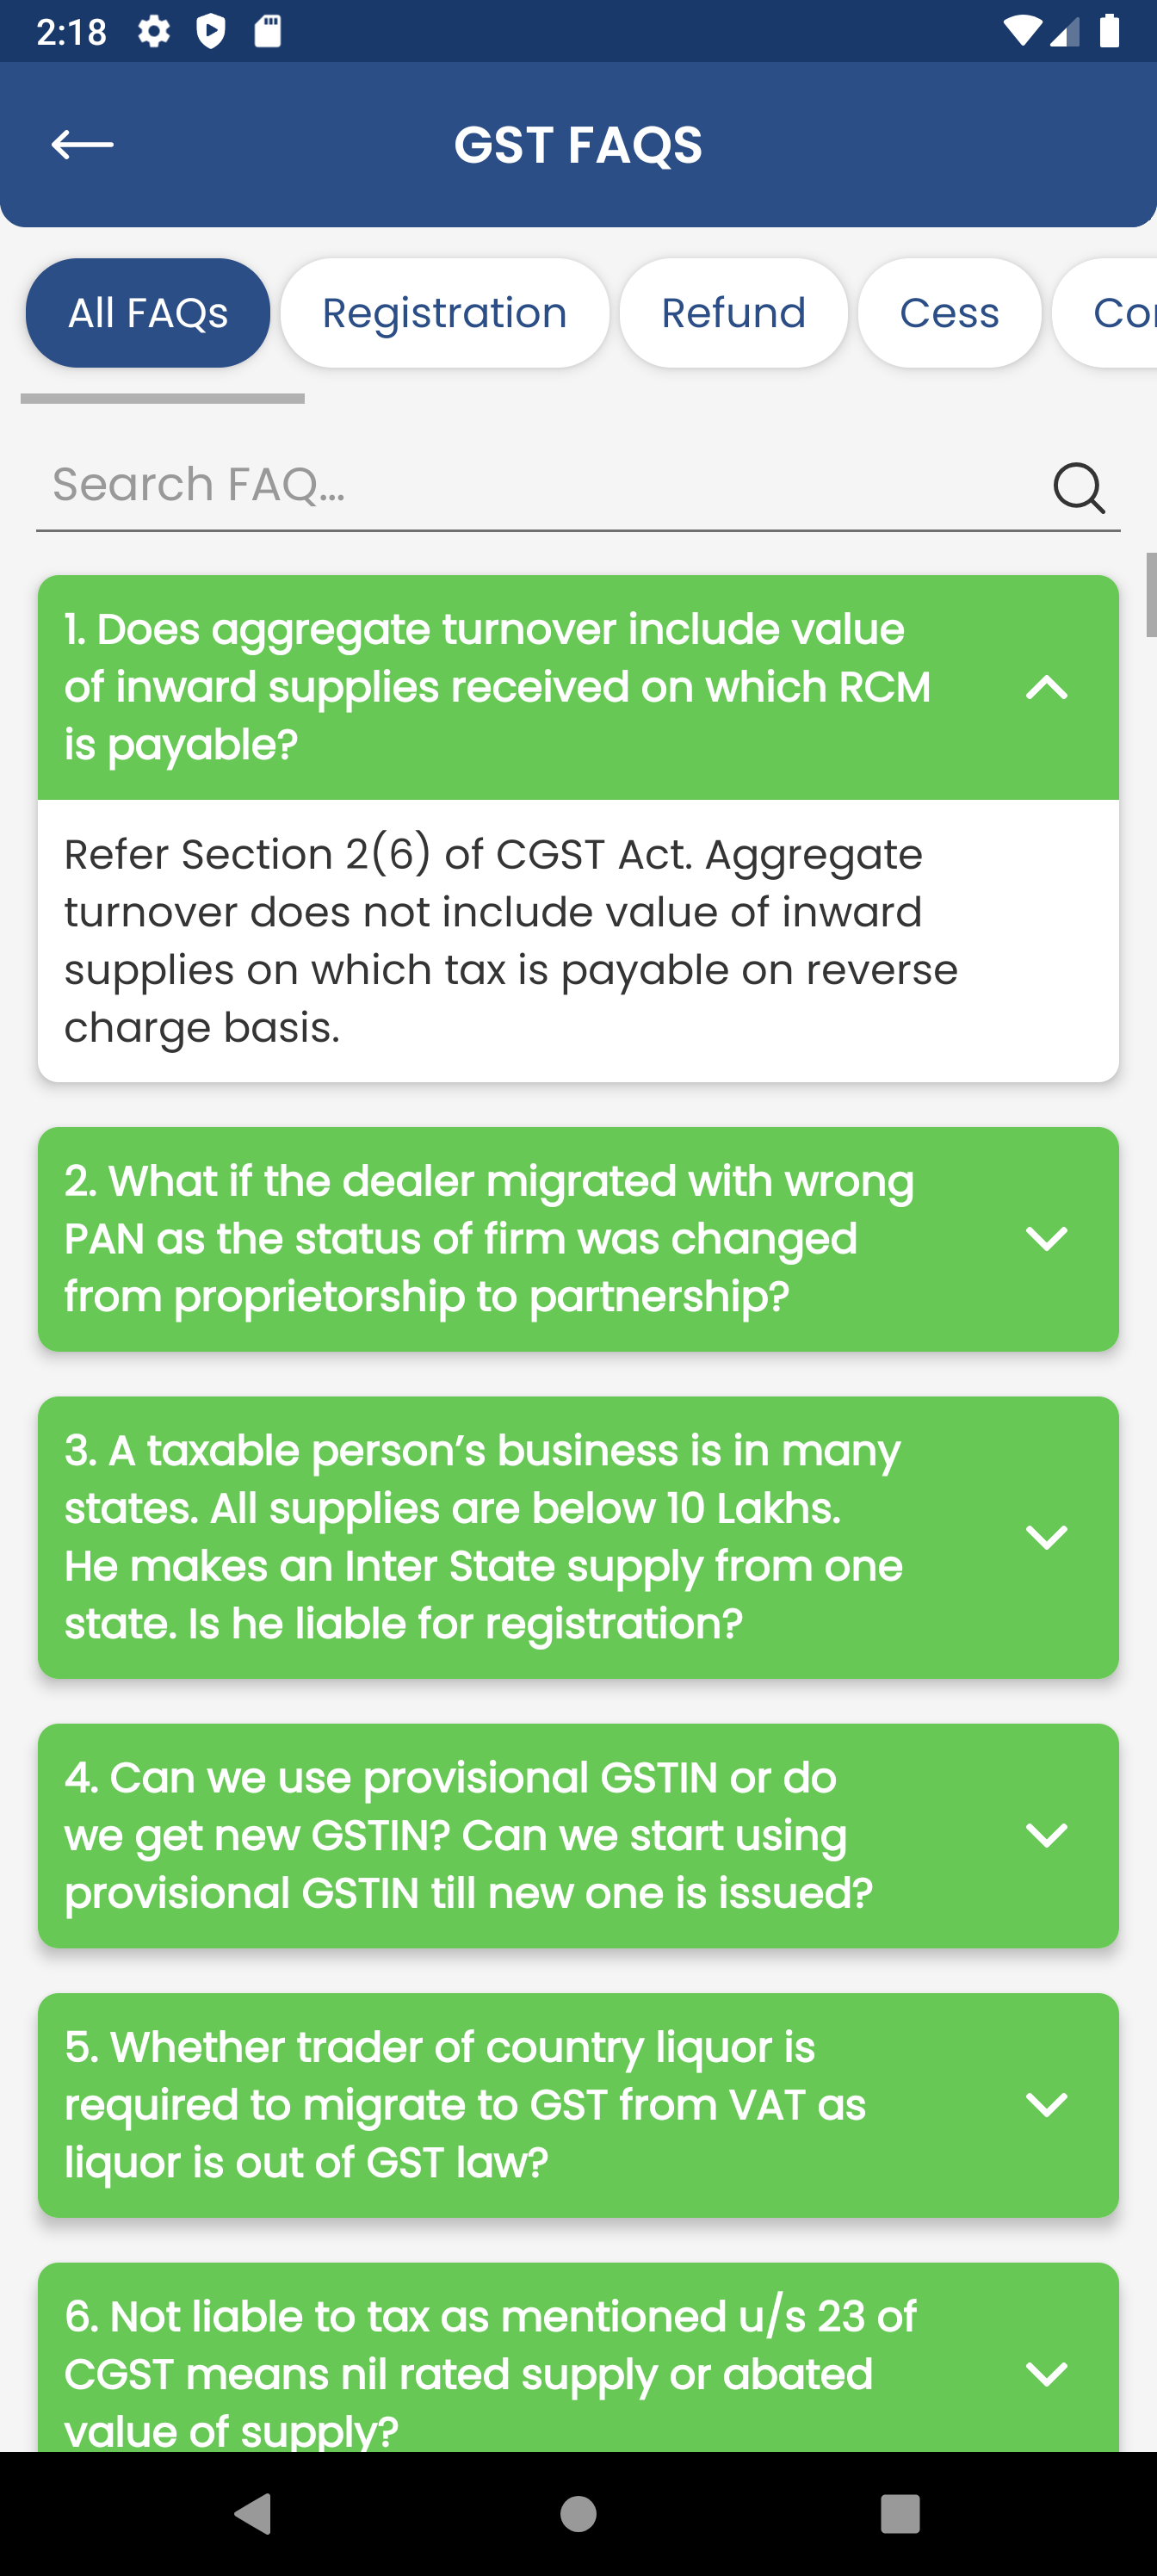 2:18
GST FAQS
All FAQs
Registration
Refund
Cess
Search FAQ...
1. Does aggregate turnover include value
of inward supplies received on which RCM
is payable?
Refer Section 2(6) of CGST Act. Aggregate
turnover does not include value of inward
supplies on which tax is payable on reverse
charge basis.
2. What if the dealer migrated with wrong
PAN as the status of firm was changed
from proprietorship to partnership?
3. A taxable person’s business is in many
states. All supplies are below 10 Lakhs.
He makes an Inter State supply from one
state. Is he liable for registration?
4. Can we use provisional GSTIN or do
we get new GSTIN? Can we start using
provisional GSTIN till new one is issued?
5. Whether trader of country liquor is
required to migrate to GST from VAT as
liquor is out of GST law?
6. Not liable to tax as mentioned u/s 23 of
CGST means nil rated supply or abated
value of supply?